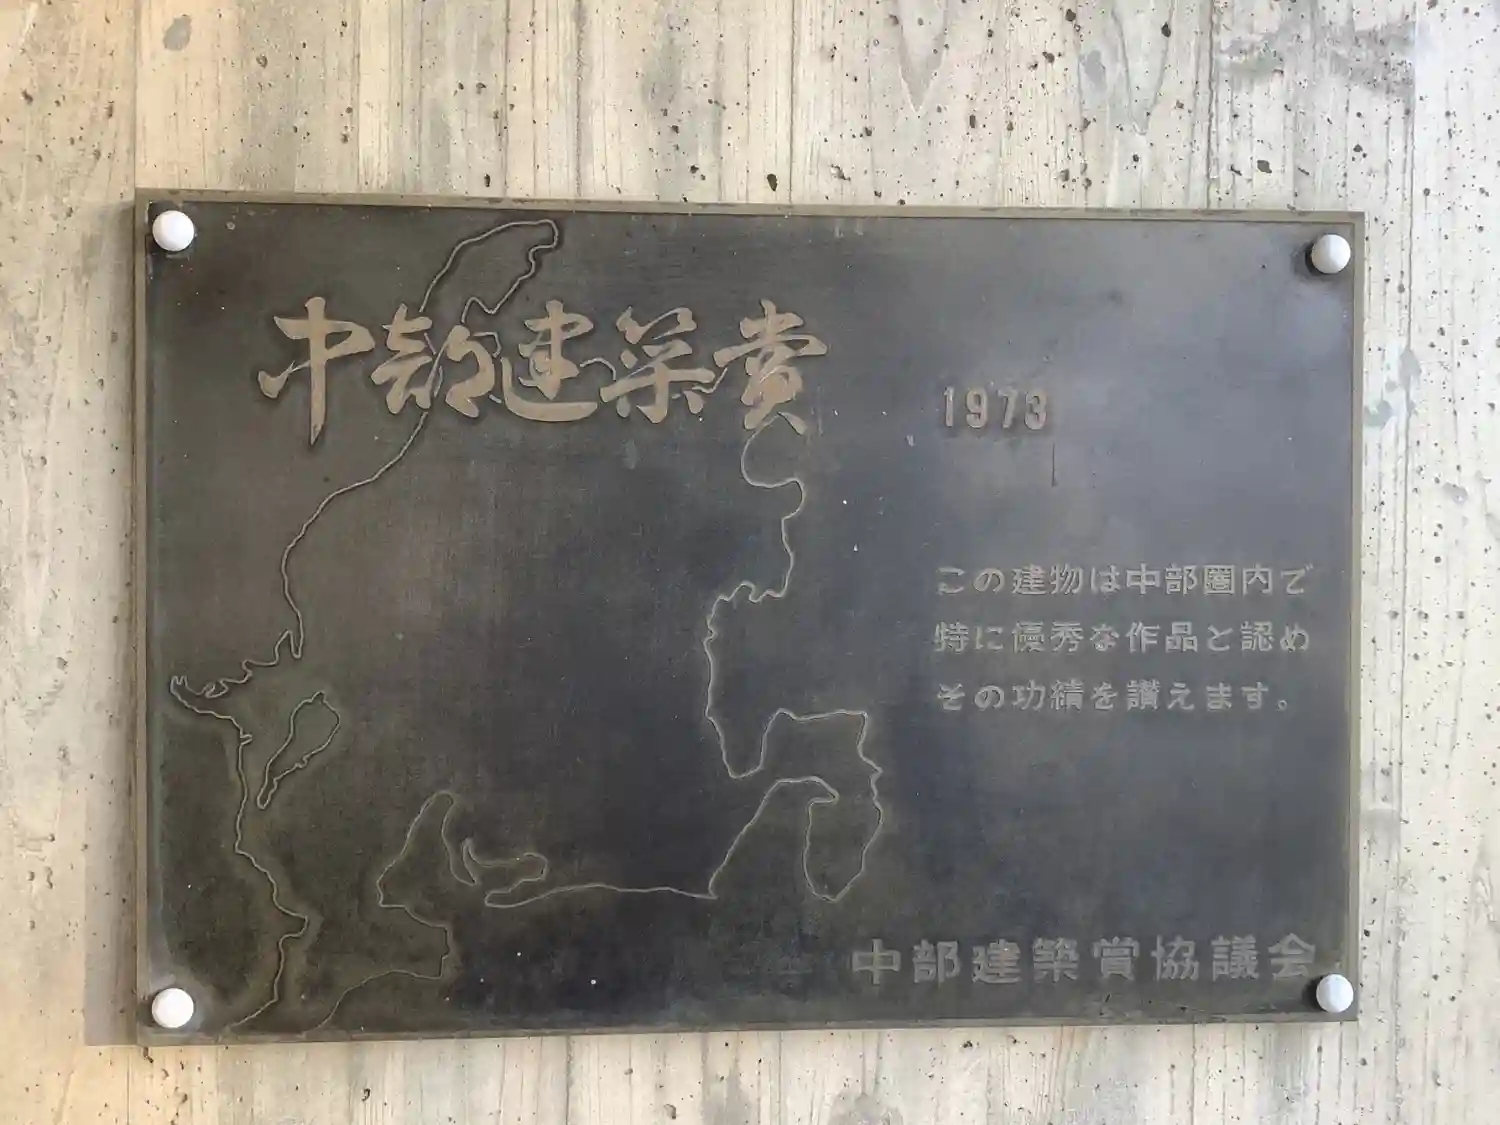 中部建築賞
1973
この建物は中部圏内で
特に優秀な作品と認め
その功績を讃えます。
中部建築賞協議会